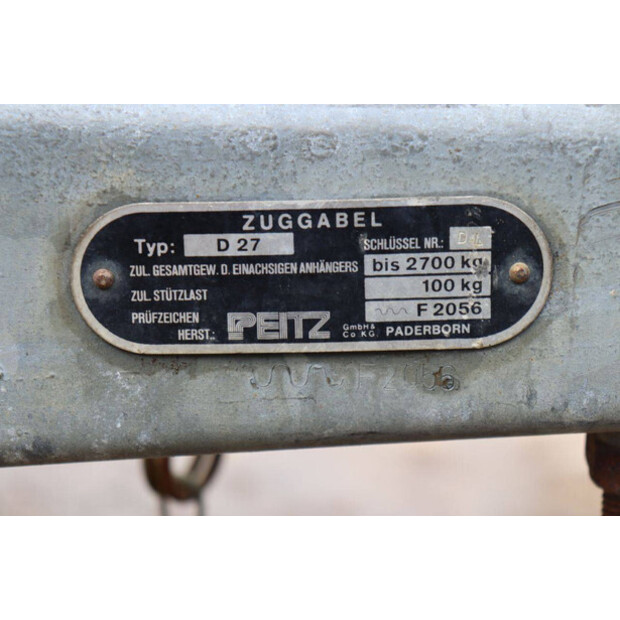 ZUGGABEL
Typ: D 27 SCHLÜSSEL NR.:
ZUL. GESAMTGEW. D. EINACHSIGEN ANHÄNGERS bis 2700 kg
ZUL. STÜTZLAST 100 kg
PRÜFZEICHEN F 2056
HERST.: PEITZ GmbH & Co KG. PADERBORN
F 2056